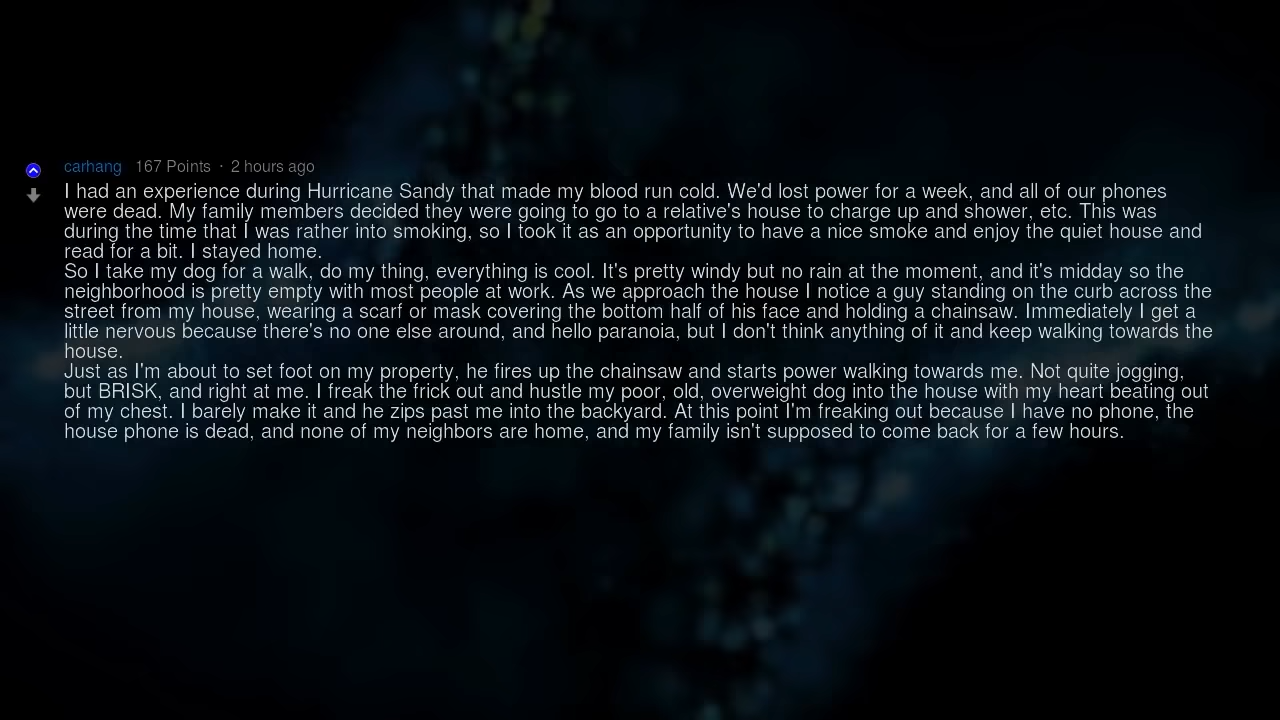 carhang 167 Points · 2 hours ago
I had an experience during Hurricane Sandy that made my blood run cold. We'd lost power for a week, and all of our phones
were dead. My family members decided they were going to go to a relative's house to charge up and shower, etc. This was
during the time that I was rather into smoking, so I took it as an opportunity to have a nice smoke and enjoy the quiet house and
read for a bit. I stayed home.
So I take my dog for a walk, do my thing, everything is cool. It's pretty windy but no rain at the moment, and it's midday so the
neighborhood is pretty empty with most people at work. As we approach the house I notice a guy standing on the curb across the
street from my house, wearing a scarf or mask covering the bottom half of his face and holding a chainsaw. Immediately I get a
little nervous because there's no one else around, and hello paranoia, but I don't think anything of it and keep walking towards the
house.
Just as I'm about to set foot on my property, he fires up the chainsaw and starts power walking towards me. Not quite jogging,
but BRISK, and right at me. I freak the frick out and hustle my poor, old, overweight dog into the house with my heart beating out
of my chest. I barely make it and he zips past me into the backyard. At this point I'm freaking out because I have no phone, the
house phone is dead, and none of my neighbors are home, and my family isn't supposed to come back for a few hours.